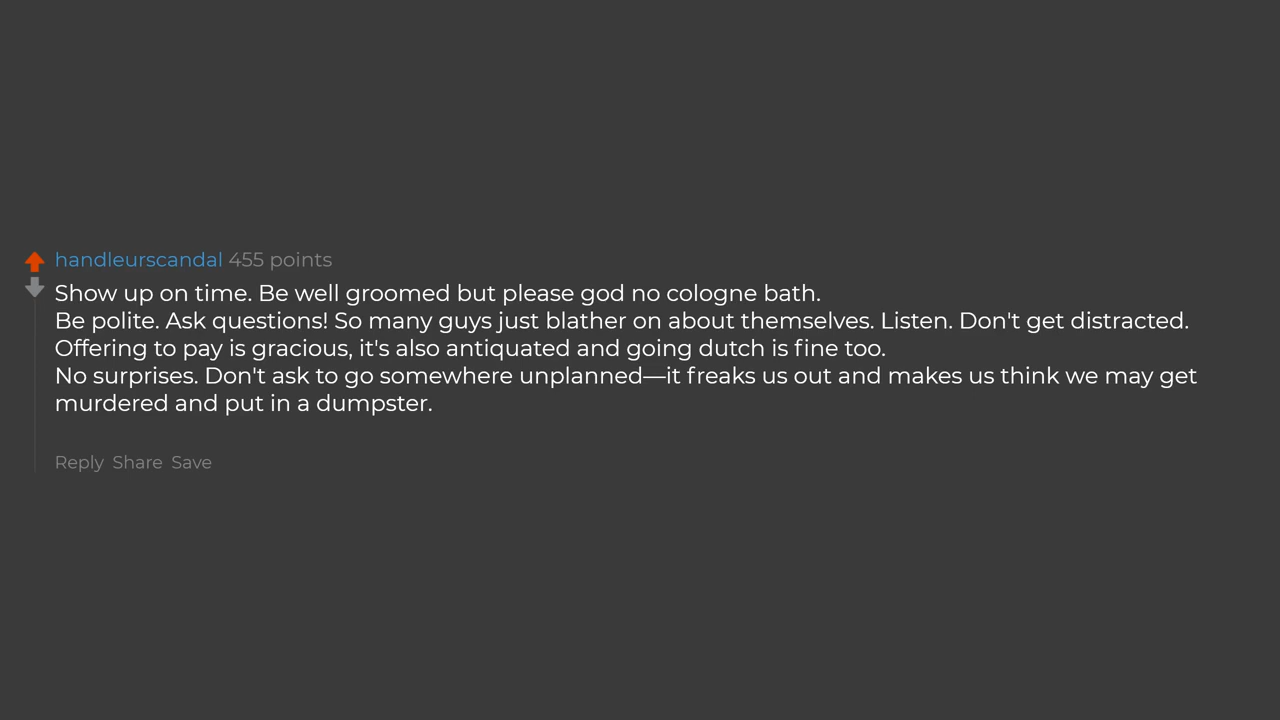 handleurscandal 455 points
Show up on time. Be well groomed but please god no cologne bath.
Be polite. Ask questions! So many guys just blather on about themselves. Listen. Don't get distracted.
Offering to pay is gracious, it's also antiquated and going dutch is fine too.
No surprises. Don't ask to go somewhere unplanned—it freaks us out and makes us think we may get
murdered and put in a dumpster.
Reply Share Save